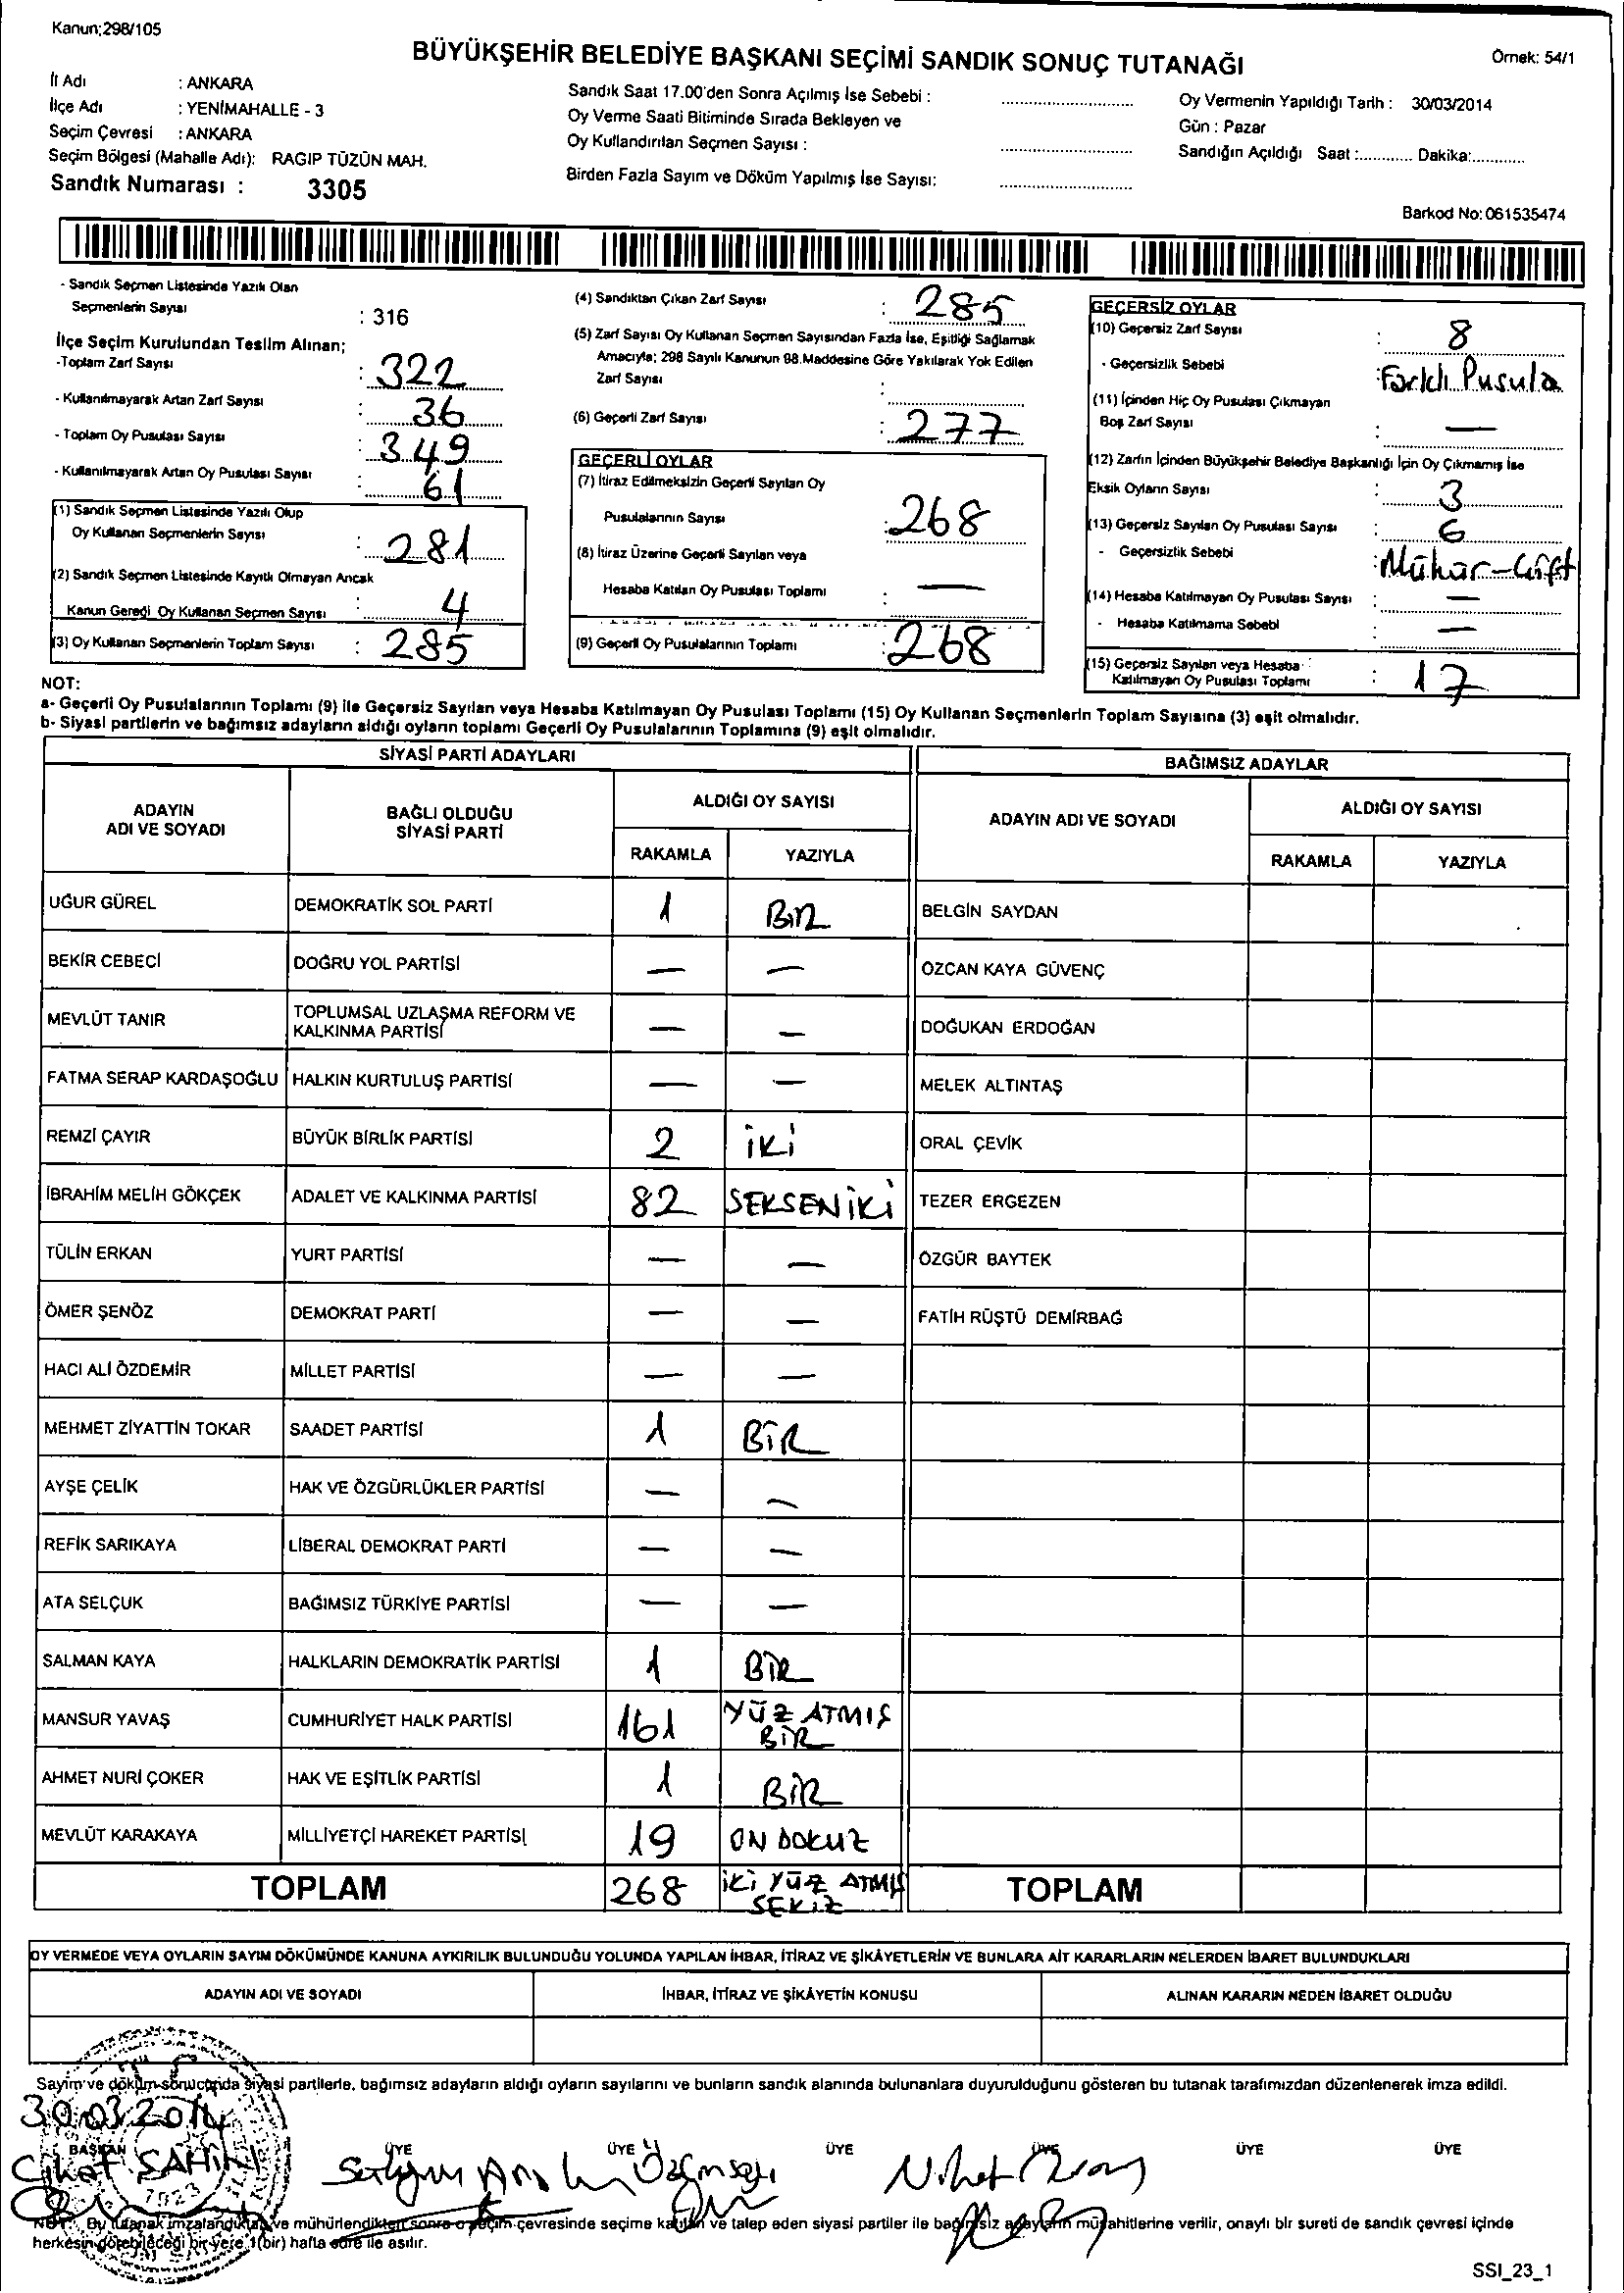 Kanun;298/105
BÜYÜKŞEHİR BELEDİYE BAŞKANI SEÇİMİ SANDIK SONUÇ TUTANAĞI
Örnek: 54/1
İl Adı : ANKARA
İlçe Adı : YENİMAHALLE - 3
Seçim Çevresi : ANKARA
Seçim Bölgesi (Mahalle Adı): RAGIP TÜZÜN MAH.
Sandık Numarası : 3305
Sandık Saat 17.00'den Sonra Açılmış İse Sebebi :
Oy Verme Saati Bitiminde Sırada Bekleyen ve
Oy Kullandırılan Seçmen Sayısı :
Birden Fazla Sayım ve Döküm Yapılmış İse Sayısı:
Oy Vermenin Yapıldığı Tarih : 30/03/2014
Gün : Pazar
Sandığın Açıldığı Saat :............ Dakika:............
Barkod No: 061535474
- Sandık Seçmen Listesinde Yazılı Olan
Seçmenlerin Sayısı : 316
İlçe Seçim Kurulundan Teslim Alınan;
-Toplam Zarf Sayısı : 322
- Kullanılmayarak Artan Zarf Sayısı : 36
- Toplam Oy Pusulası Sayısı : 349
- Kullanılmayarak Artan Oy Pusulası Sayısı : 61
(1) Sandık Seçmen Listesinde Yazılı Olup
Oy Kullanan Seçmenlerin Sayısı : 281
(2) Sandık Seçmen Listesinde Kayıtlı Olmayan Ancak
Kanun Gereği Oy Kullanan Seçmen Sayısı : 4
(3) Oy Kullanan Seçmenlerin Toplam Sayısı : 285
(4) Sandıktan Çıkan Zarf Sayısı : 285
(5) Zarf Sayısı Oy Kullanan Seçmen Sayısından Fazla İse, Eşitliği Sağlamak
Amacıyla; 298 Sayılı Kanunun 98.Maddesine Göre Yakılarak Yok Edilen
Zarf Sayısı :
(6) Geçerli Zarf Sayısı : 277
GEÇERLİ OYLAR
(7) İtiraz Edilmeksizin Geçerli Sayılan Oy
Pusulalarının Sayısı : 268
(8) İtiraz Üzerine Geçerli Sayılan veya
Hesaba Katılan Oy Pusulası Toplamı : —
(9) Geçerli Oy Pusulalarının Toplamı : 268
GEÇERSİZ OYLAR
(10) Geçersiz Zarf Sayısı : 8
- Geçersizlik Sebebi : Farklı Pusula
(11) İçinden Hiç Oy Pusulası Çıkmayan
Boş Zarf Sayısı : —
(12) Zarfın İçinden Büyükşehir Belediye Başkanlığı İçin Oy Çıkmamış İse
Eksik Oyların Sayısı : 3
(13) Geçersiz Sayılan Oy Pusulası Sayısı : 6
- Geçersizlik Sebebi : Mühür-Çift
(14) Hesaba Katılmayan Oy Pusulası Sayısı : —
- Hesaba Katılmama Sebebi : —
(15) Geçersiz Sayılan veya Hesaba
Katılmayan Oy Pusulası Toplamı : 17
NOT:
a- Geçerli Oy Pusulalarının Toplamı (9) ile Geçersiz Sayılan veya Hesaba Katılmayan Oy Pusulası Toplamı (15) Oy Kullanan Seçmenlerin Toplam Sayısına (3) eşit olmalıdır.
b- Siyasi partilerin ve bağımsız adayların aldığı oyların toplamı Geçerli Oy Pusulalarının Toplamına (9) eşit olmalıdır.
SİYASİ PARTİ ADAYLARI
ADAYIN ADI VE SOYADI
BAĞLI OLDUĞU SİYASİ PARTİ
ALDIĞI OY SAYISI
RAKAMLA YAZIYLA
UĞUR GÜREL DEMOKRATİK SOL PARTİ 1 BİR
BEKİR CEBECİ DOĞRU YOL PARTİSİ — —
MEVLÜT TANIR TOPLUMSAL UZLAŞMA REFORM VE KALKINMA PARTİSİ — —
FATMA SERAP KARDAŞOĞLU HALKIN KURTULUŞ PARTİSİ — —
REMZİ ÇAYIR BÜYÜK BİRLİK PARTİSİ 2 İKİ
İBRAHİM MELİH GÖKÇEK ADALET VE KALKINMA PARTİSİ 82 SEKSENİKİ
TÜLİN ERKAN YURT PARTİSİ — —
ÖMER ŞENÖZ DEMOKRAT PARTİ — —
HACI ALİ ÖZDEMİR MİLLET PARTİSİ — —
MEHMET ZİYATTİN TOKAR SAADET PARTİSİ 1 BİR
AYŞE ÇELİK HAK VE ÖZGÜRLÜKLER PARTİSİ — —
REFİK SARIKAYA LİBERAL DEMOKRAT PARTİ — —
ATA SELÇUK BAĞIMSIZ TÜRKİYE PARTİSİ — —
SALMAN KAYA HALKLARIN DEMOKRATİK PARTİSİ 1 BİR
MANSUR YAVAŞ CUMHURİYET HALK PARTİSİ 161 YÜZ ATMIŞ BİR
AHMET NURİ ÇOKER HAK VE EŞİTLİK PARTİSİ 1 BİR
MEVLÜT KARAKAYA MİLLİYETÇİ HAREKET PARTİSİ 19 ON DOKUZ
TOPLAM 268 İKİ YÜZ ATMIŞ SEKİZ
BAĞIMSIZ ADAYLAR
ADAYIN ADI VE SOYADI
ALDIĞI OY SAYISI
RAKAMLA YAZIYLA
BELGİN SAYDAN
ÖZCAN KAYA GÜVENÇ
DOĞUKAN ERDOĞAN
MELEK ALTINTAŞ
ORAL ÇEVİK
TEZER ERGEZEN
ÖZGÜR BAYTEK
FATİH RÜŞTÜ DEMİRBAĞ
TOPLAM
OY VERMEDE VEYA OYLARIN SAYIM DÖKÜMÜNDE KANUNA AYKIRILIK BULUNDUĞU YOLUNDA YAPILAN İHBAR, İTİRAZ VE ŞİKÂYETLERİN VE BUNLARA AİT KARARLARIN NELERDEN İBARET BULUNDUKLARI
ADAYIN ADI VE SOYADI
İHBAR, İTİRAZ VE ŞİKÂYETİN KONUSU
ALINAN KARARIN NEDEN İBARET OLDUĞU
Sayım ve döküm sonucunda siyasi partilerle, bağımsız adayların aldığı oyların sayılarını ve bunların sandık alanında bulunanlara duyurulduğunu gösteren bu tutanak tarafımızdan düzenlenerek imza edildi.
30.03.2014
BAŞKAN ÜYE ÜYE ÜYE ÜYE ÜYE ÜYE
ŞAHİN
NOT: Bu tutanak imzalandıktan ve mühürlendikten sonra o seçim çevresinde seçime katılan ve talep eden siyasi partiler ile bağımsız adayların müşahitlerine verilir, onaylı bir sureti de sandık çevresi içinde
herkesin görebileceği bir yere 1(bir) hafta süre ile asılır.
SSI_23_1